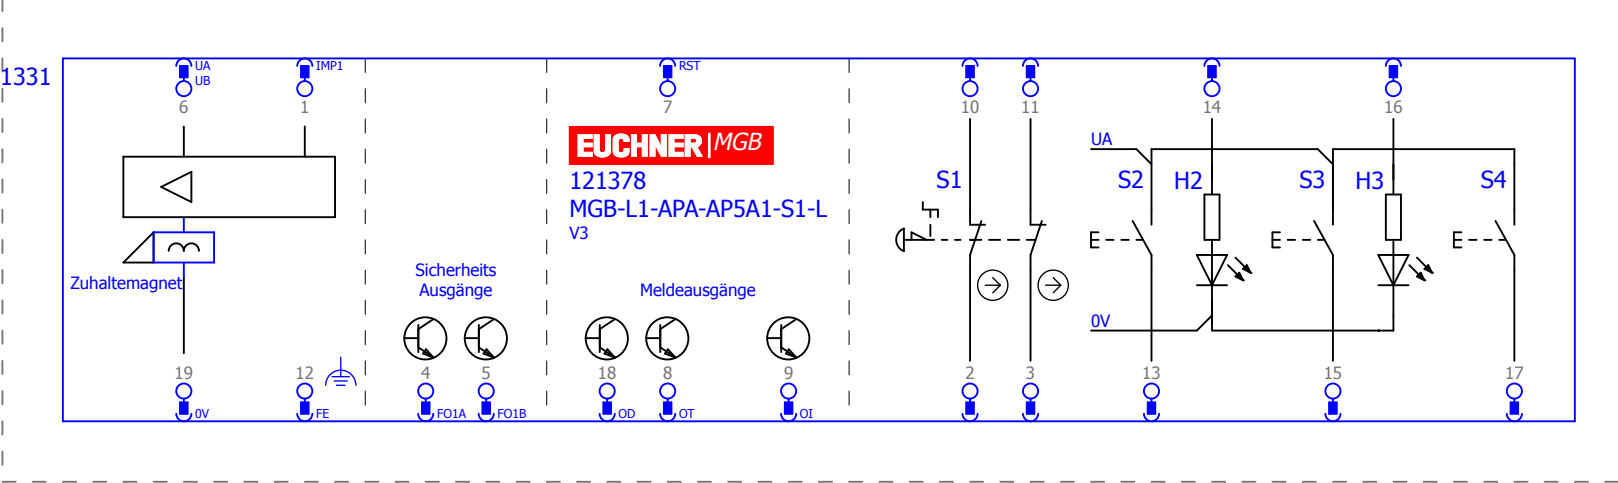 1331
UA
UB
6
IMP1
1
RST
7
10
11
14
16
EUCHNER|MGB
121378
MGB-L1-APA-AP5A1-S1-L
V3
UA
S1
S2
H2
S3
H3
S4
Zuhaltemagnet
Sicherheits
Ausgänge
Meldeausgänge
0V
19
0V
12
FE
4
FO1A
5
FO1B
18
OD
8
OT
9
OI
2
3
13
15
17